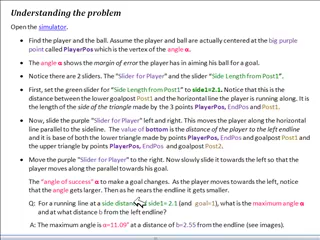 Understanding the problem
Open the simulator.
• Find the player and the ball. Assume the player and ball are actually centered at the big purple
point called PlayerPos which is the vertex of the angle α.
• The angle α shows the margin of error the player has in aiming his ball for a goal.
• Notice there are 2 sliders. The "Slider for Player" and the slider "Side Length from Post1".
• First, set the green slider for "Side Length from Post1" to side1=2.1. Notice that this is the
distance between the lower goalpost Post1 and the horizontal line the player is running along. It is
the length of the side of the triangle made by the 3 points PlayerPos, EndPos and Post1.
• Now, slide the purple "Slider for Player" left and right. This moves the player along the horizontal
line parallel to the sideline. The value of bottom is the distance of the player to the left endline
and it is base of both the lower triangle made by points PlayerPos, EndPos and goalpost Post1 and
the upper triangle by points PlayerPos, EndPos and goalpost Post2.
• Move the purple "Slider for Player" to the right. Now slowly slide it towards the left so that the
player moves along the parallel towards his goal.
The "angle of success" α to make a goal changes. As the player moves towards the left, notice
that the angle gets larger. Then as he nears the endline it gets smaller.
Q: For a running line at a side distance of side1= 2.1 (and goal=1), what is the maximum angle α
and at what distance b from the left endline?
A: The maximum angle is α=11.09° at a distance of b=2.55 from the endline (see images).